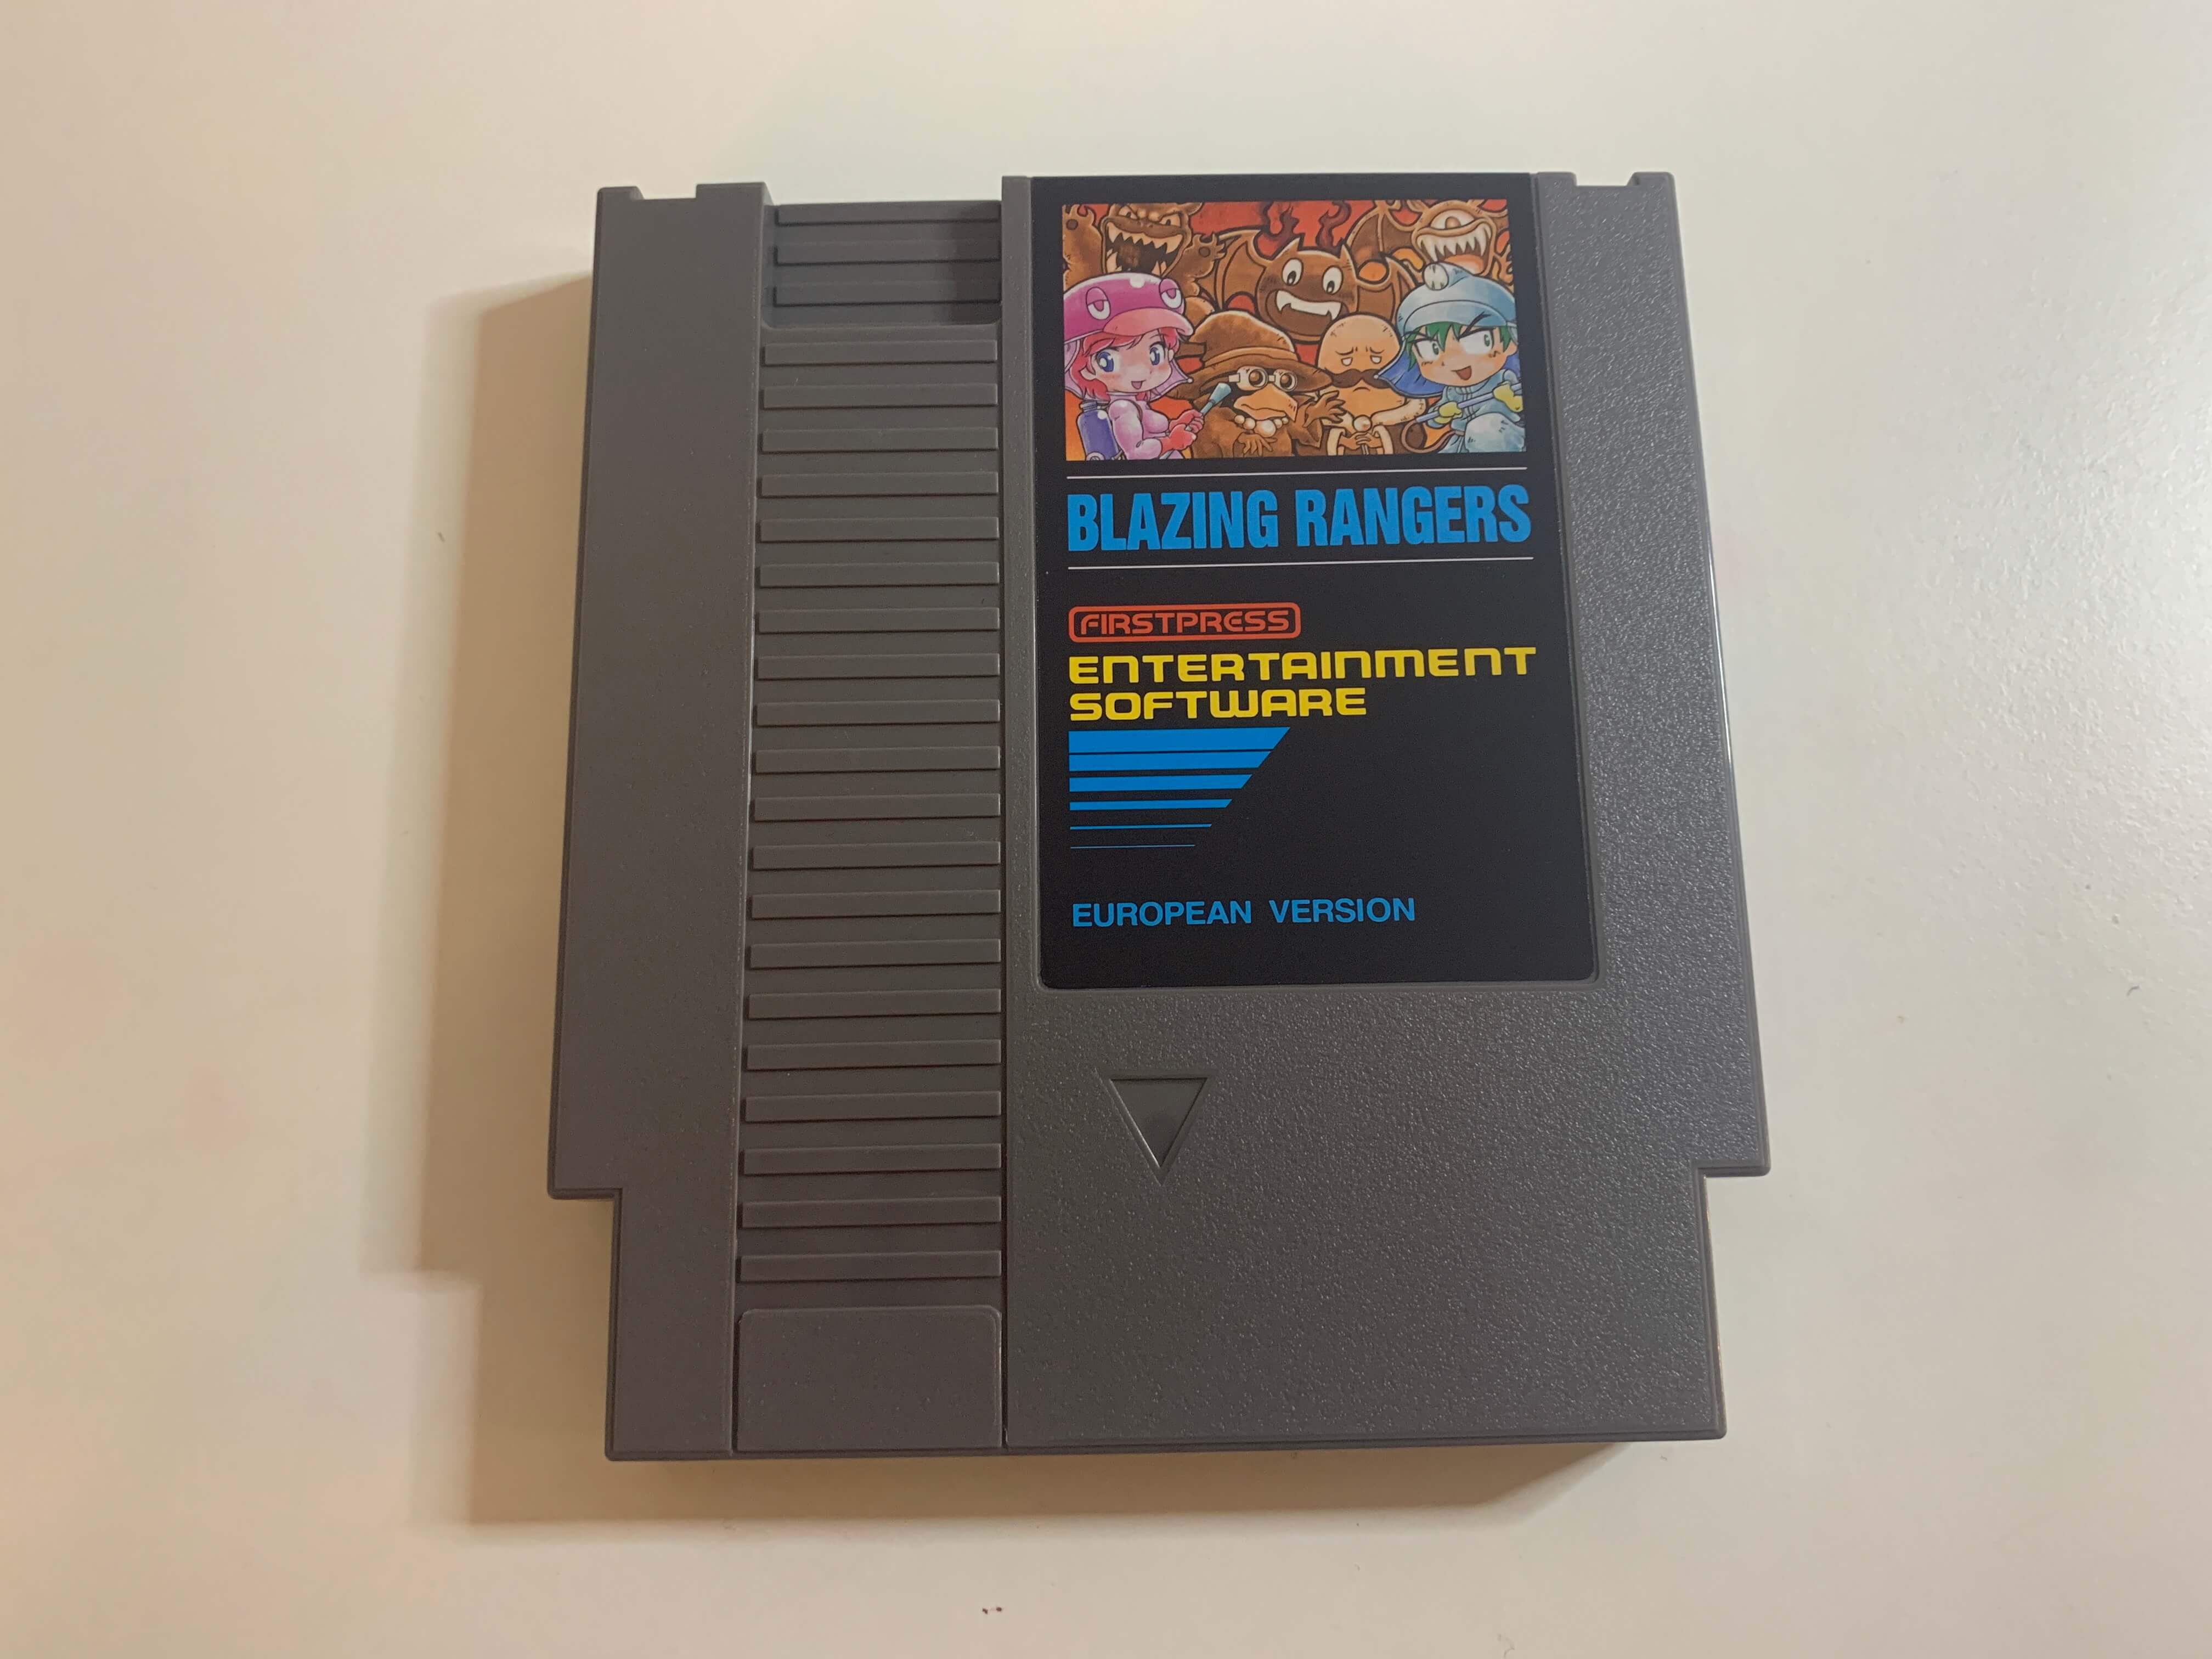 BLAZING RANGERS
FIRSTPRESS
ENTERTAINMENT
SOFTWARE
EUROPEAN VERSION